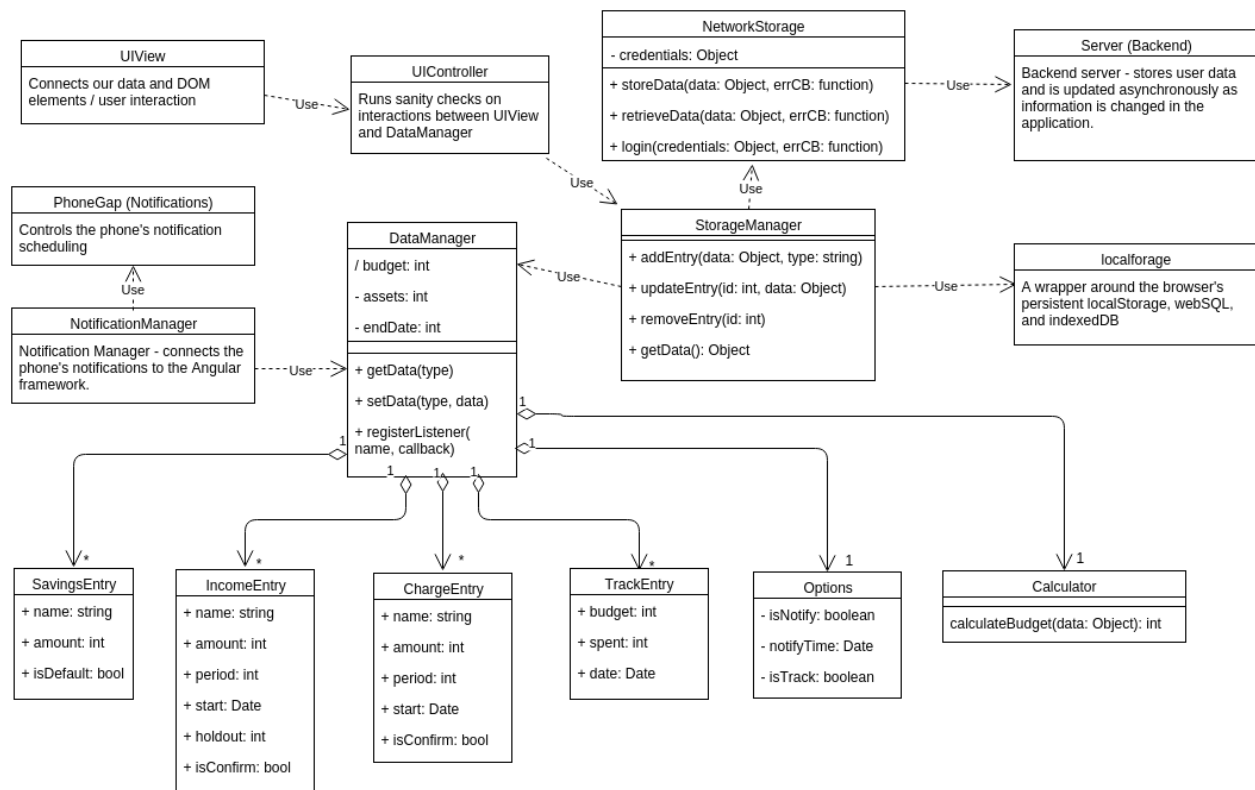 UIView
Connects our data and DOM
elements / user interaction
Use
UIController
Runs sanity checks on
interactions between UIView
and DataManager
Use
NetworkStorage
- credentials: Object
+ storeData(data: Object, errCB: function)
+ retrieveData(data: Object, errCB: function)
+ login(credentials: Object, errCB: function)
Use
Server (Backend)
Backend server - stores user data
and is updated asynchronously as
information is changed in the
application.
Use
PhoneGap (Notifications)
Controls the phone's notification
scheduling
Use
NotificationManager
Notification Manager - connects the
phone's notifications to the Angular
framework.
Use
DataManager
/ budget: int
- assets: int
- endDate: int
+ getData(type)
+ setData(type, data)
+ registerListener(
name, callback)
Use
StorageManager
+ addEntry(data: Object, type: string)
+ updateEntry(id: int, data: Object)
+ removeEntry(id: int)
+ getData(): Object
Use
localforage
A wrapper around the browser's
persistent localStorage, webSQL,
and indexedDB
1
1
1
1
1
1
*
SavingsEntry
+ name: string
+ amount: int
+ isDefault: bool
*
IncomeEntry
+ name: string
+ amount: int
+ period: int
+ start: Date
+ holdout: int
+ isConfirm: bool
*
ChargeEntry
+ name: string
+ amount: int
+ period: int
+ start: Date
+ isConfirm: bool
*
TrackEntry
+ budget: int
+ spent: int
+ date: Date
1
Options
- isNotify: boolean
- notifyTime: Date
- isTrack: boolean
1
Calculator
calculateBudget(data: Object): int